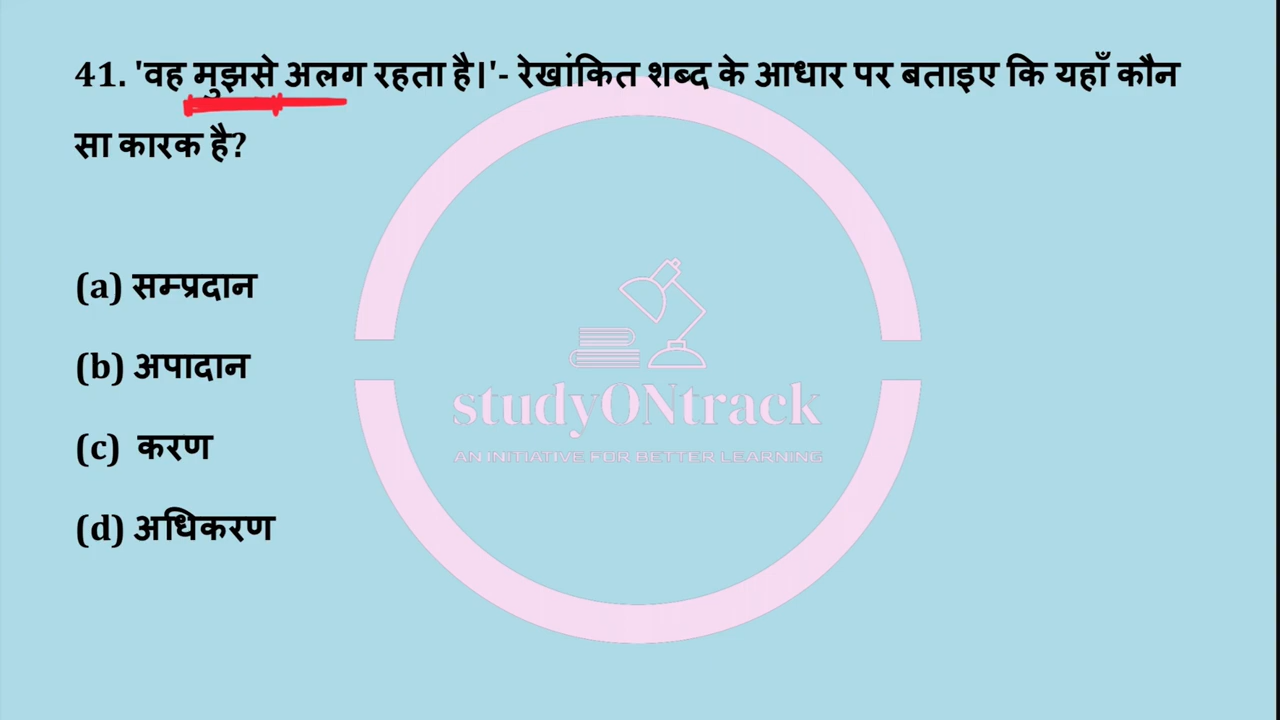 41. 'वह मुझसे अलग रहता है।'- रेखांकित शब्द के आधार पर बताइए कि यहाँ कौन
सा कारक है?
(a) सम्प्रदान
(b) अपादान
(c) करण
(d) अधिकरण
studyONtrack
AN INITIATIVE FOR BETTER LEARNING